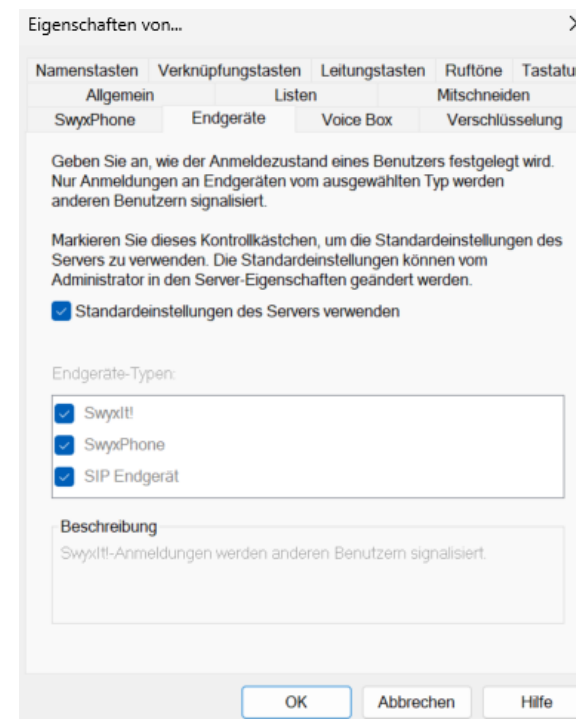 Eigenschaften von...
Namenstasten Verknüpfungstasten Leitungstasten Ruftöne Tastatu
Allgemein Listen Mitschneiden
SwyxPhone Endgeräte Voice Box Verschlüsselung
Geben Sie an, wie der Anmeldezustand eines Benutzers festgelegt wird.
Nur Anmeldungen an Endgeräten vom ausgewählten Typ werden
anderen Benutzern signalisiert.
Markieren Sie dieses Kontrollkästchen, um die Standardeinstellungen des
Servers zu verwenden. Die Standardeinstellungen können vom
Administrator in den Server-Eigenschaften geändert werden.
Standardeinstellungen des Servers verwenden
Endgeräte-Typen:
SwyxIt!
SwyxPhone
SIP Endgerät
Beschreibung
SwyxIt!-Anmeldungen werden anderen Benutzern signalisiert.
OK Abbrechen Hilfe